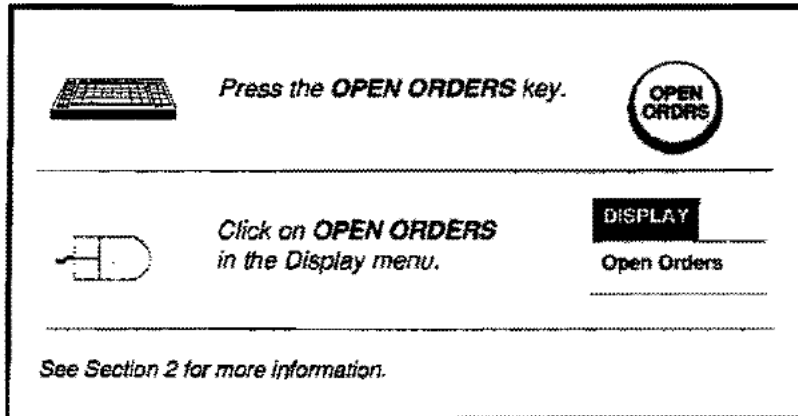 Press the OPEN ORDERS key.
OPEN
ORDRS
Click on OPEN ORDERS
in the Display menu.
DISPLAY
Open Orders
See Section 2 for more information.